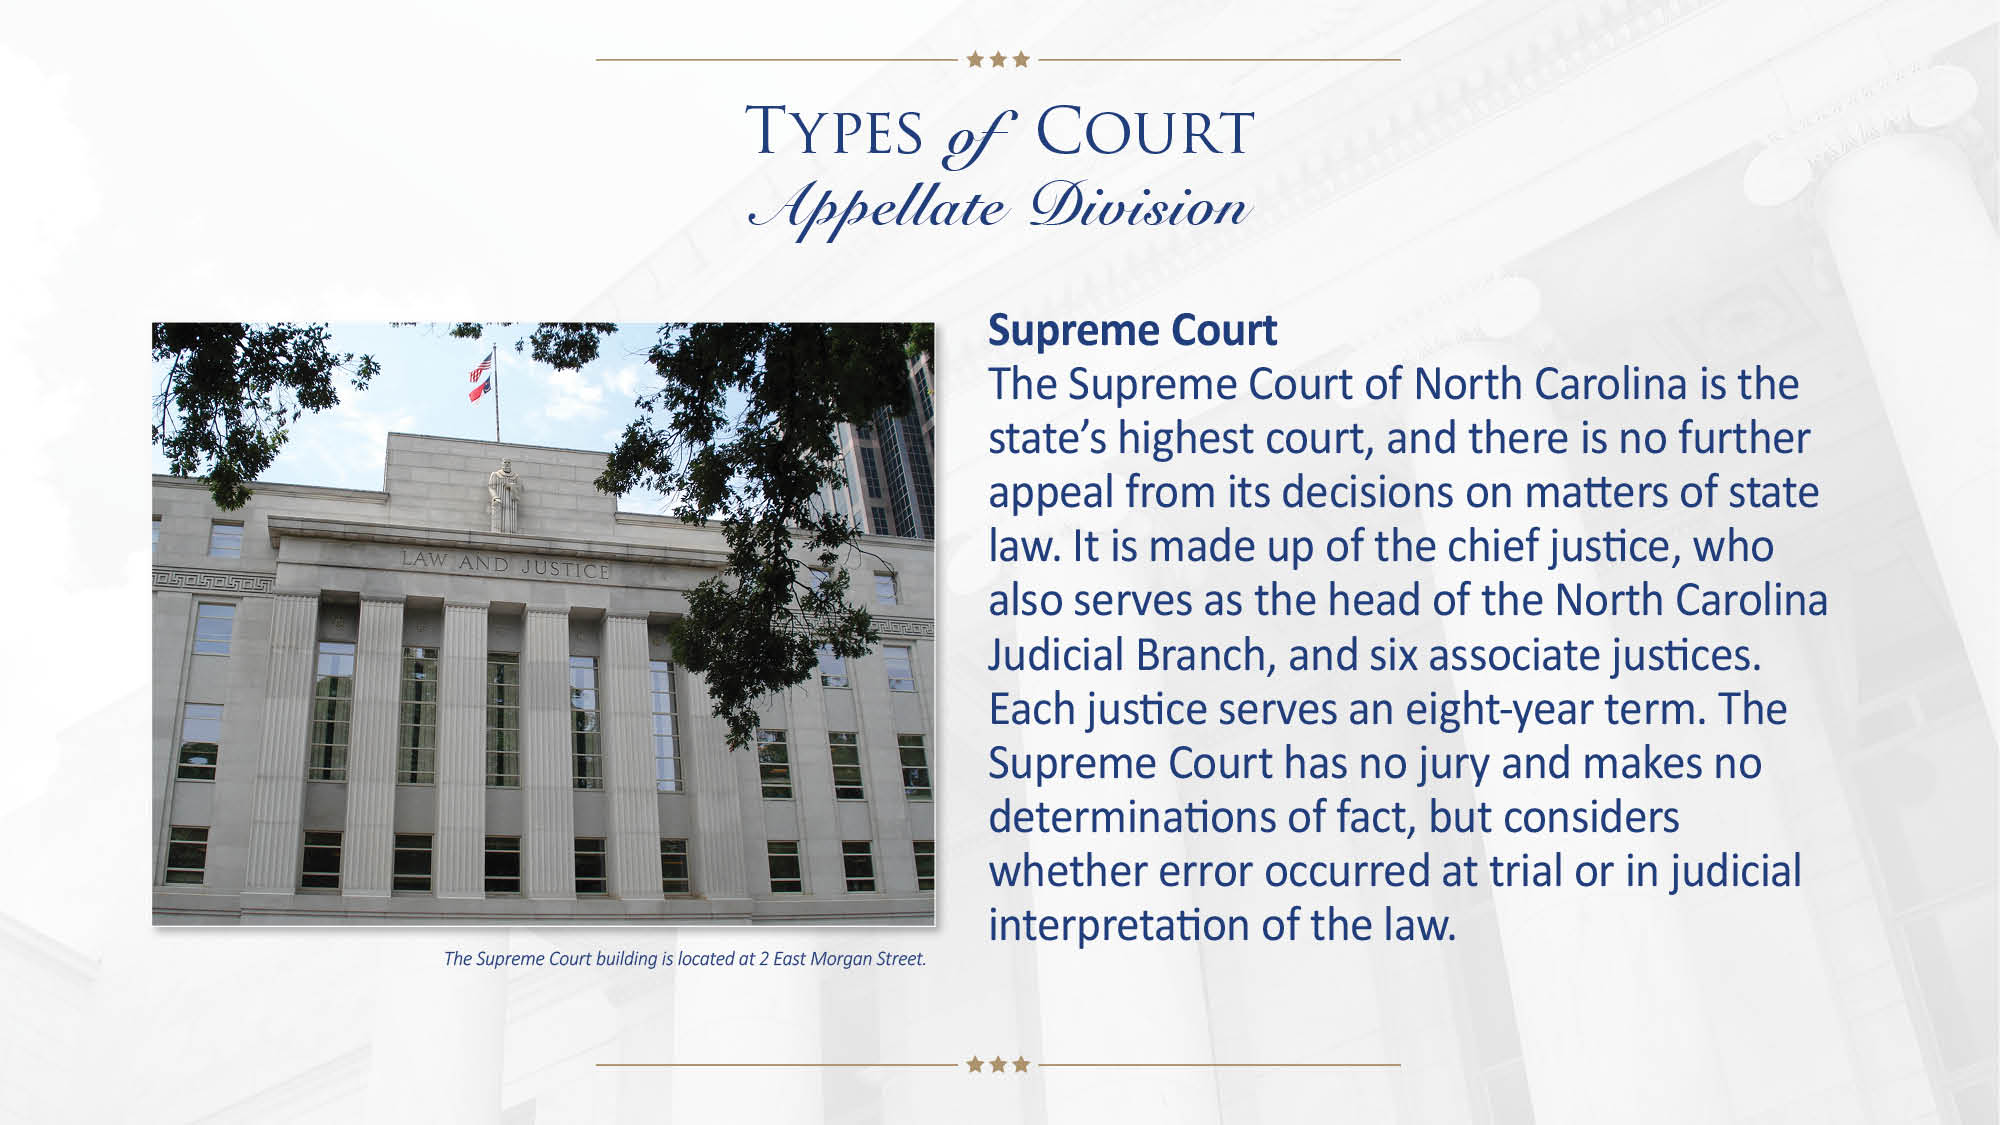 TYPES of COURT
Appellate Division
LAW AND JUSTICE
The Supreme Court building is located at 2 East Morgan Street.
Supreme Court
The Supreme Court of North Carolina is the
state’s highest court, and there is no further
appeal from its decisions on matters of state
law. It is made up of the chief justice, who
also serves as the head of the North Carolina
Judicial Branch, and six associate justices.
Each justice serves an eight-year term. The
Supreme Court has no jury and makes no
determinations of fact, but considers
whether error occurred at trial or in judicial
interpretation of the law.